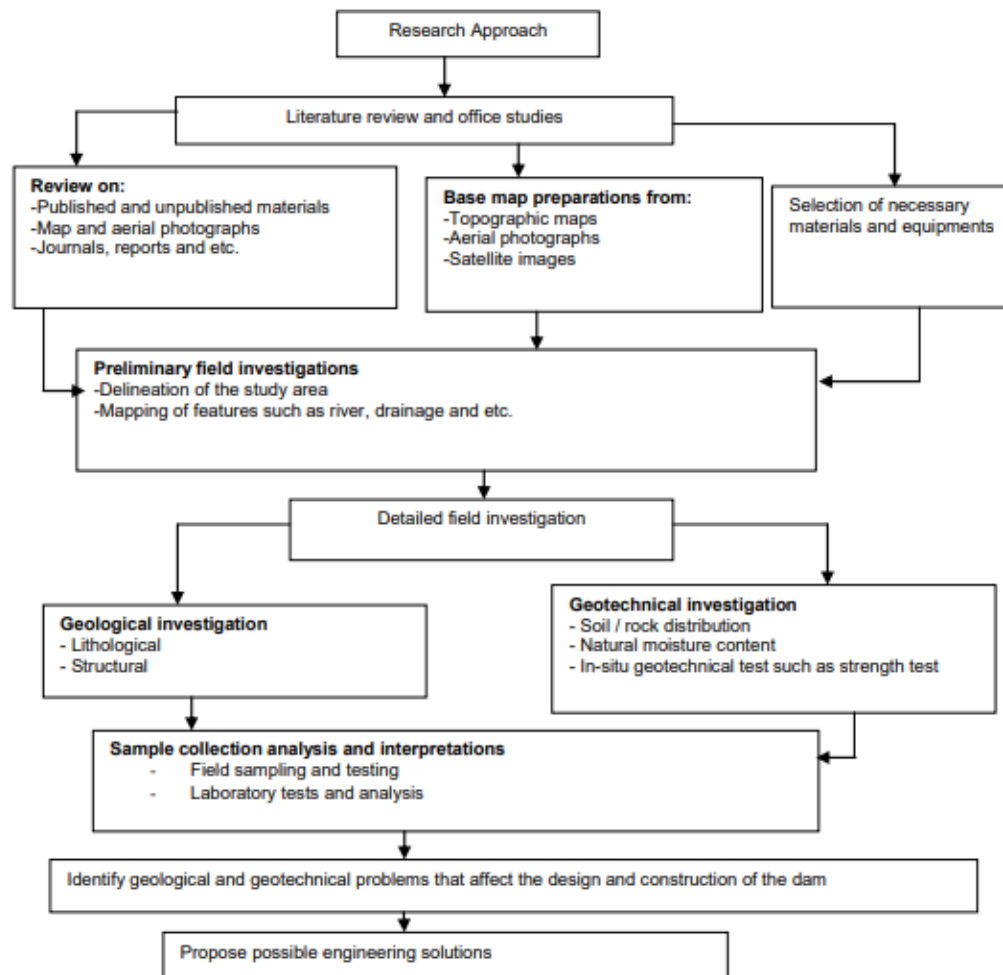 Research Approach
Literature review and office studies
Review on:
-Published and unpublished materials
-Map and aerial photographs
-Journals, reports and etc.
Base map preparations from:
-Topographic maps
-Aerial photographs
-Satellite images
Selection of necessary
materials and equipments
Preliminary field investigations
-Delineation of the study area
-Mapping of features such as river, drainage and etc.
Detailed field investigation
Geological investigation
- Lithological
- Structural
Geotechnical investigation
- Soil / rock distribution
- Natural moisture content
- In-situ geotechnical test such as strength test
Sample collection analysis and interpretations
- Field sampling and testing
- Laboratory tests and analysis
Identify geological and geotechnical problems that affect the design and construction of the dam
Propose possible engineering solutions